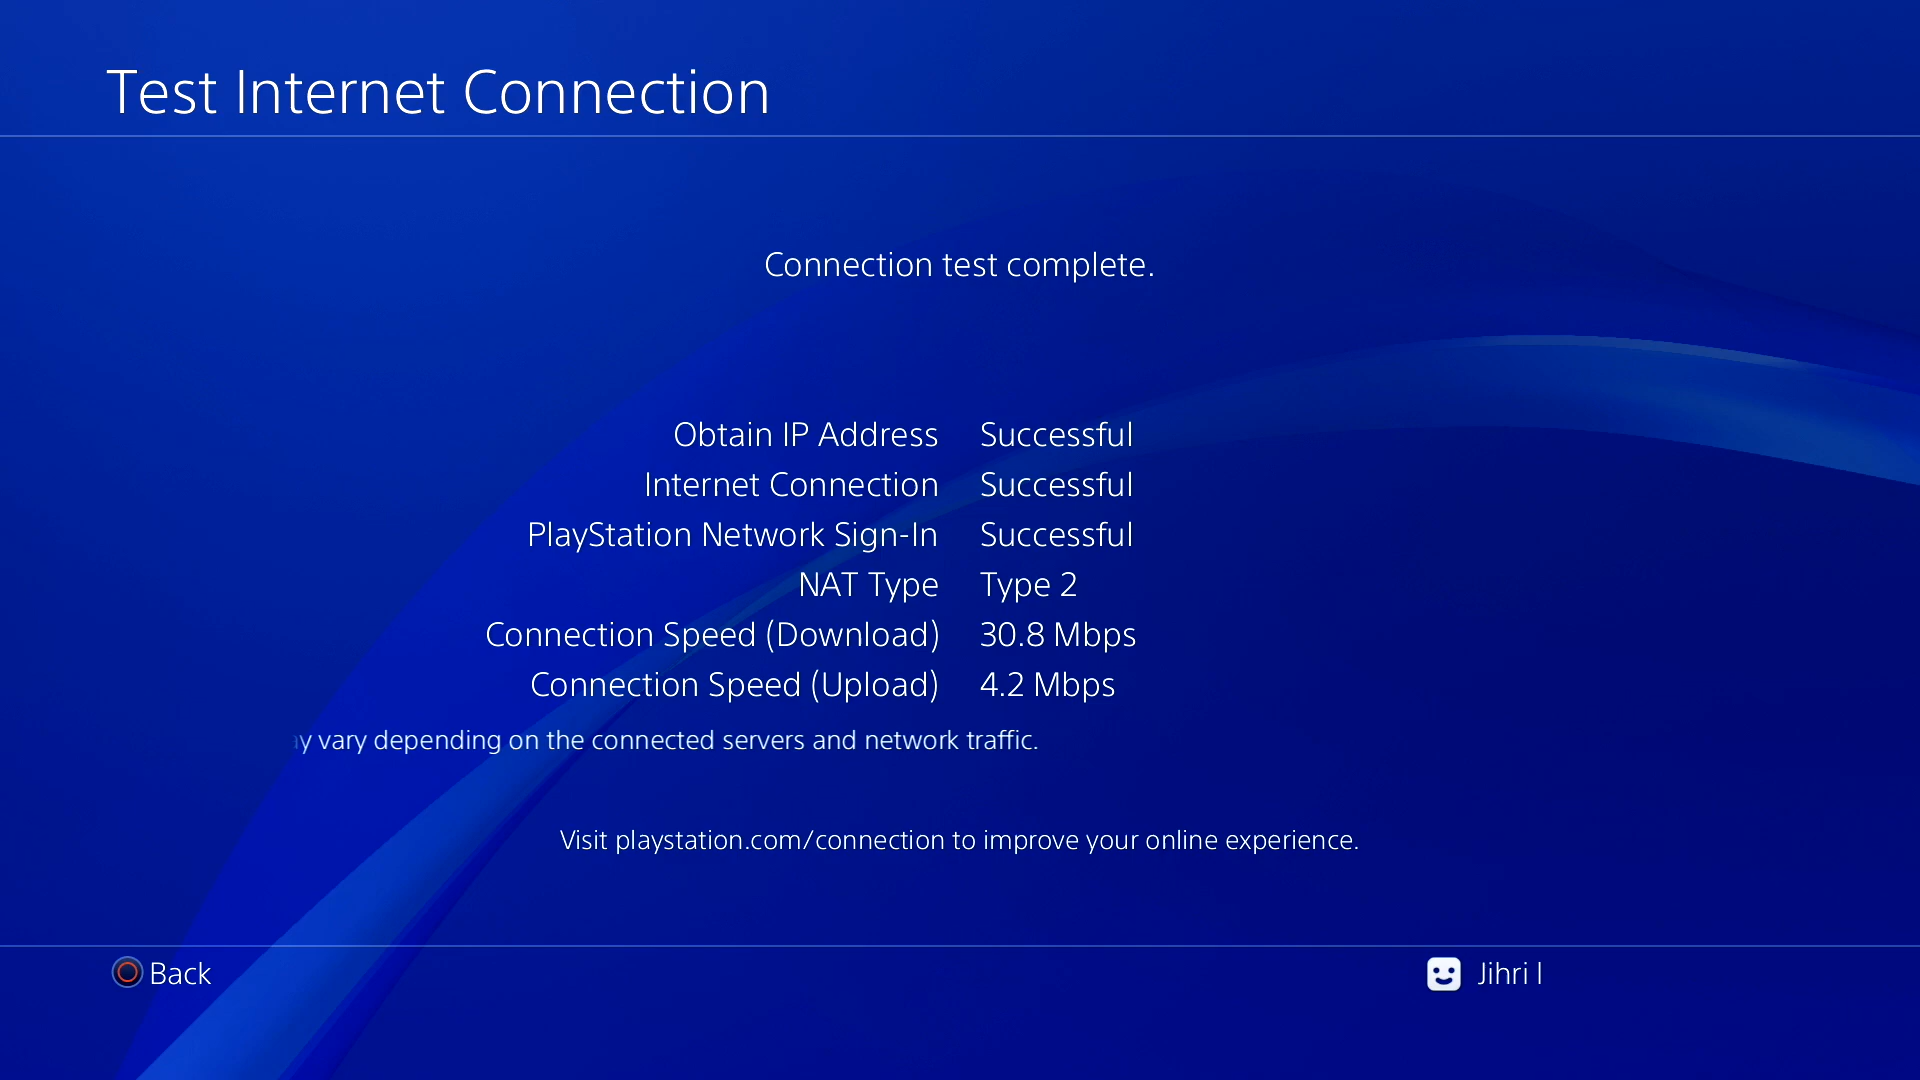 Test Internet Connection
Connection test complete.
Obtain IP Address Successful
Internet Connection Successful
PlayStation Network Sign-In Successful
NAT Type Type 2
Connection Speed (Download) 30.8 Mbps
Connection Speed (Upload) 4.2 Mbps
vary depending on the connected servers and network traffic.
Visit playstation.com/connection to improve your online experience.
Back
Jihri l